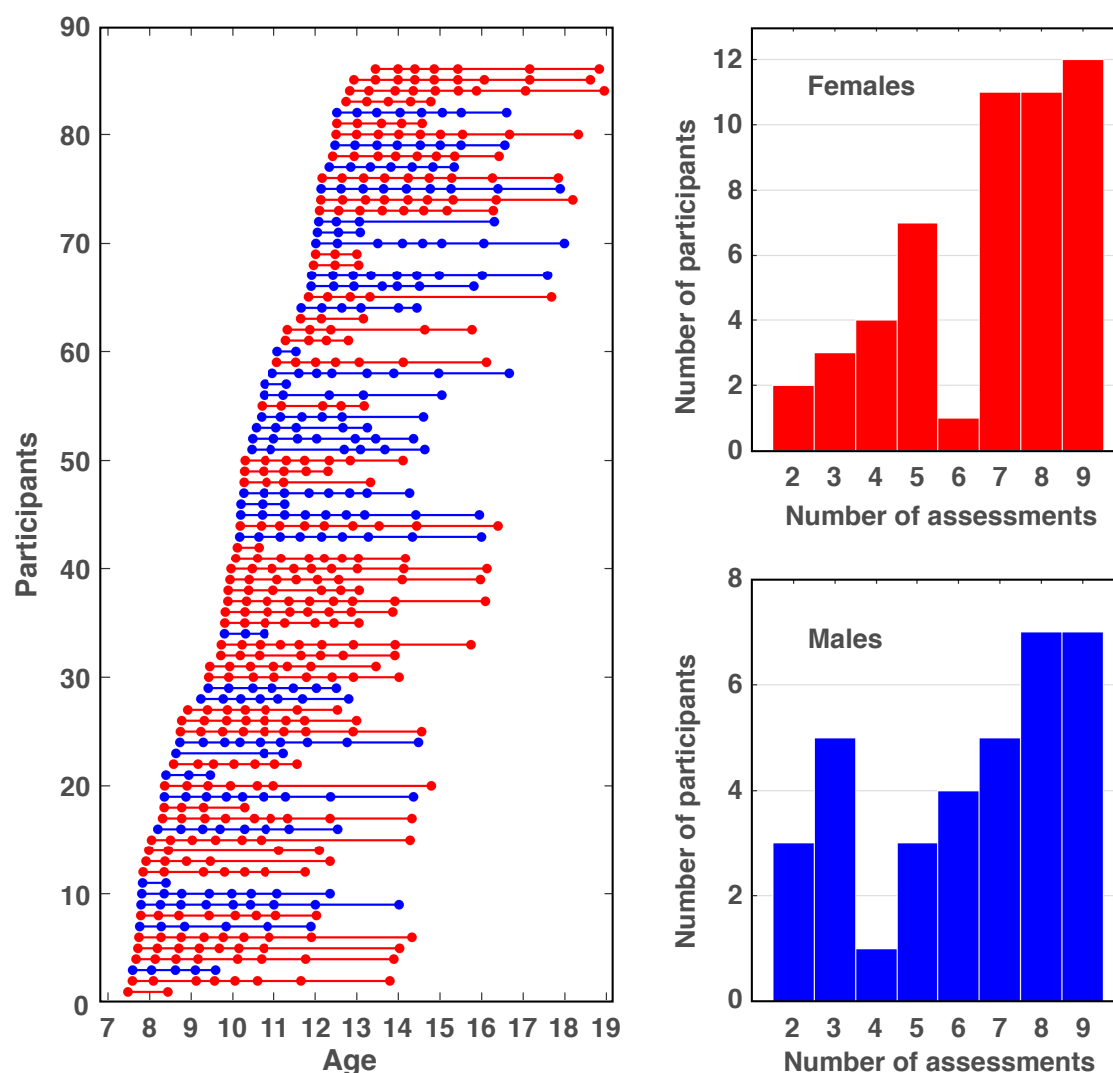 90
80
70
60
50
40
30
20
10
0
Participants
7 8 9 10 11 12 13 14 15 16 17 18 19
Age
Females
12
10
8
6
4
2
0
Number of participants
2 3 4 5 6 7 8 9
Number of assessments
Males
8
6
4
2
0
Number of participants
2 3 4 5 6 7 8 9
Number of assessments